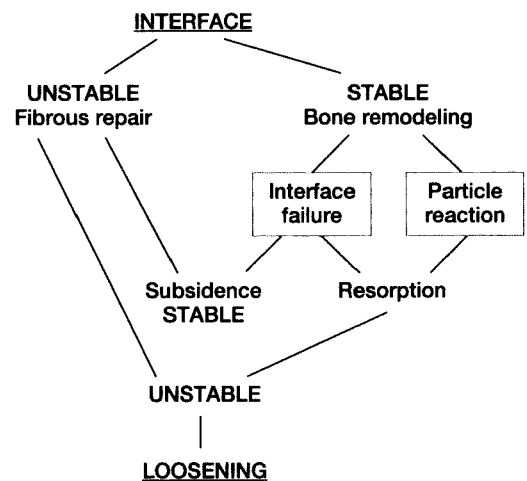 INTERFACE
UNSTABLE
Fibrous repair
STABLE
Bone remodeling
Interface
failure
Particle
reaction
Subsidence
STABLE
Resorption
UNSTABLE
LOOSENING